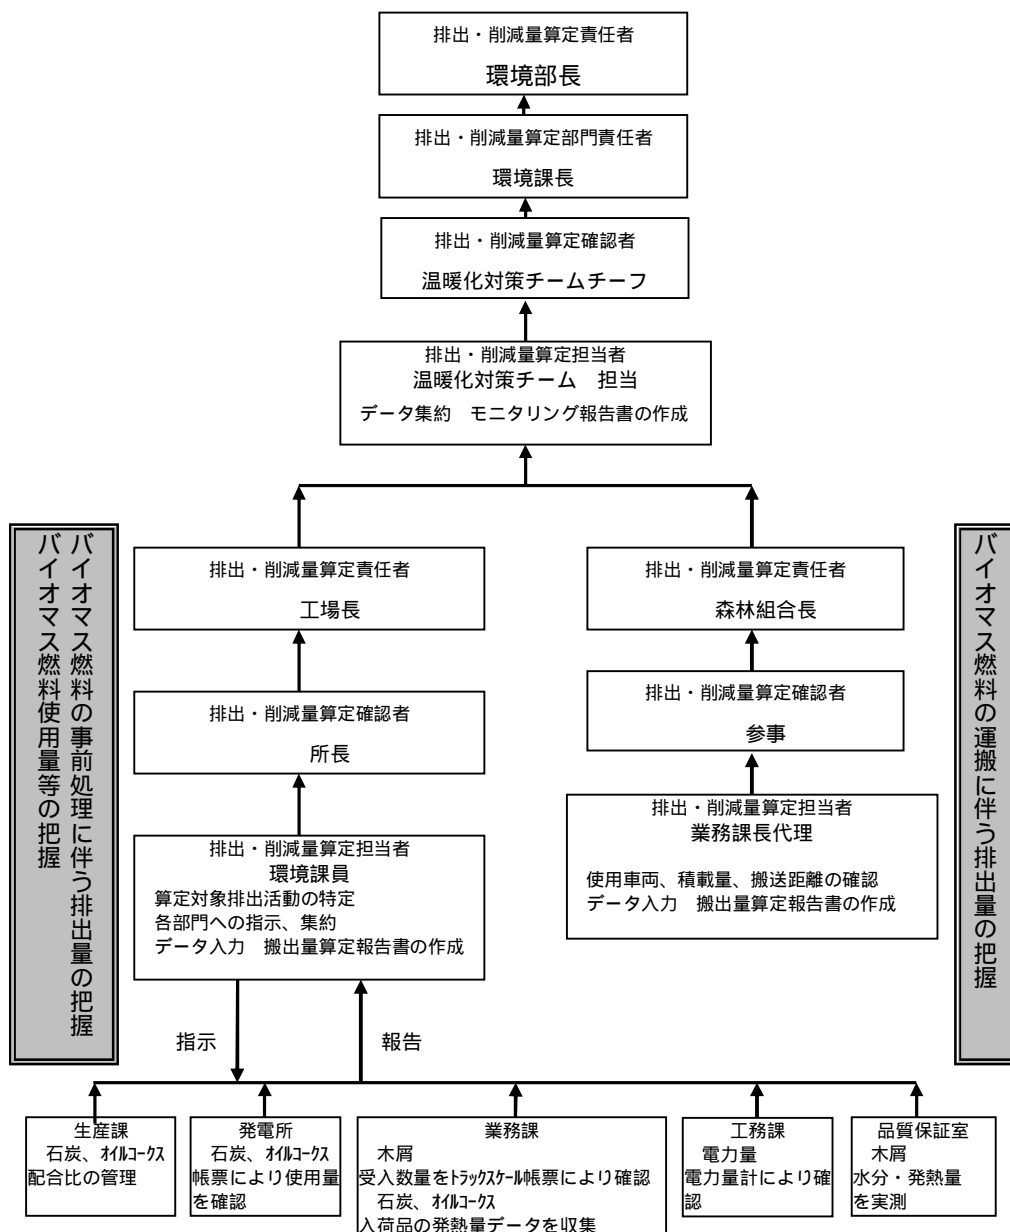 排出・削減量算定責任者
環境部長
排出・削減量算定部門責任者
環境課長
排出・削減量算定確認者
温暖化対策チームチーフ
排出・削減量算定担当者
温暖化対策チーム　担当
データ集約　モニタリング報告書の作成
バイオマス燃料の事前処理に伴う排出量の把握
バイオマス燃料使用量等の把握
排出・削減量算定責任者
工場長
排出・削減量算定確認者
所長
排出・削減量算定担当者
環境課員
算定対象排出活動の特定
各部門への指示、集約
データ入力　搬出量算定報告書の作成
排出・削減量算定責任者
森林組合長
排出・削減量算定確認者
参事
排出・削減量算定担当者
業務課長代理
使用車両、積載量、搬送距離の確認
データ入力　搬出量算定報告書の作成
バイオマス燃料の運搬に伴う排出量の把握
指示
報告
生産課
石炭、オイルコークス
配合比の管理
発電所
石炭、オイルコークス
帳票により使用量
を確認
業務課
木屑
受入数量をトラックスケール帳票により確認
石炭、オイルコークス
入荷品の発熱量データを収集
工務課
電力量
電力量計により確
認
品質保証室
木屑
水分・発熱量
を実測